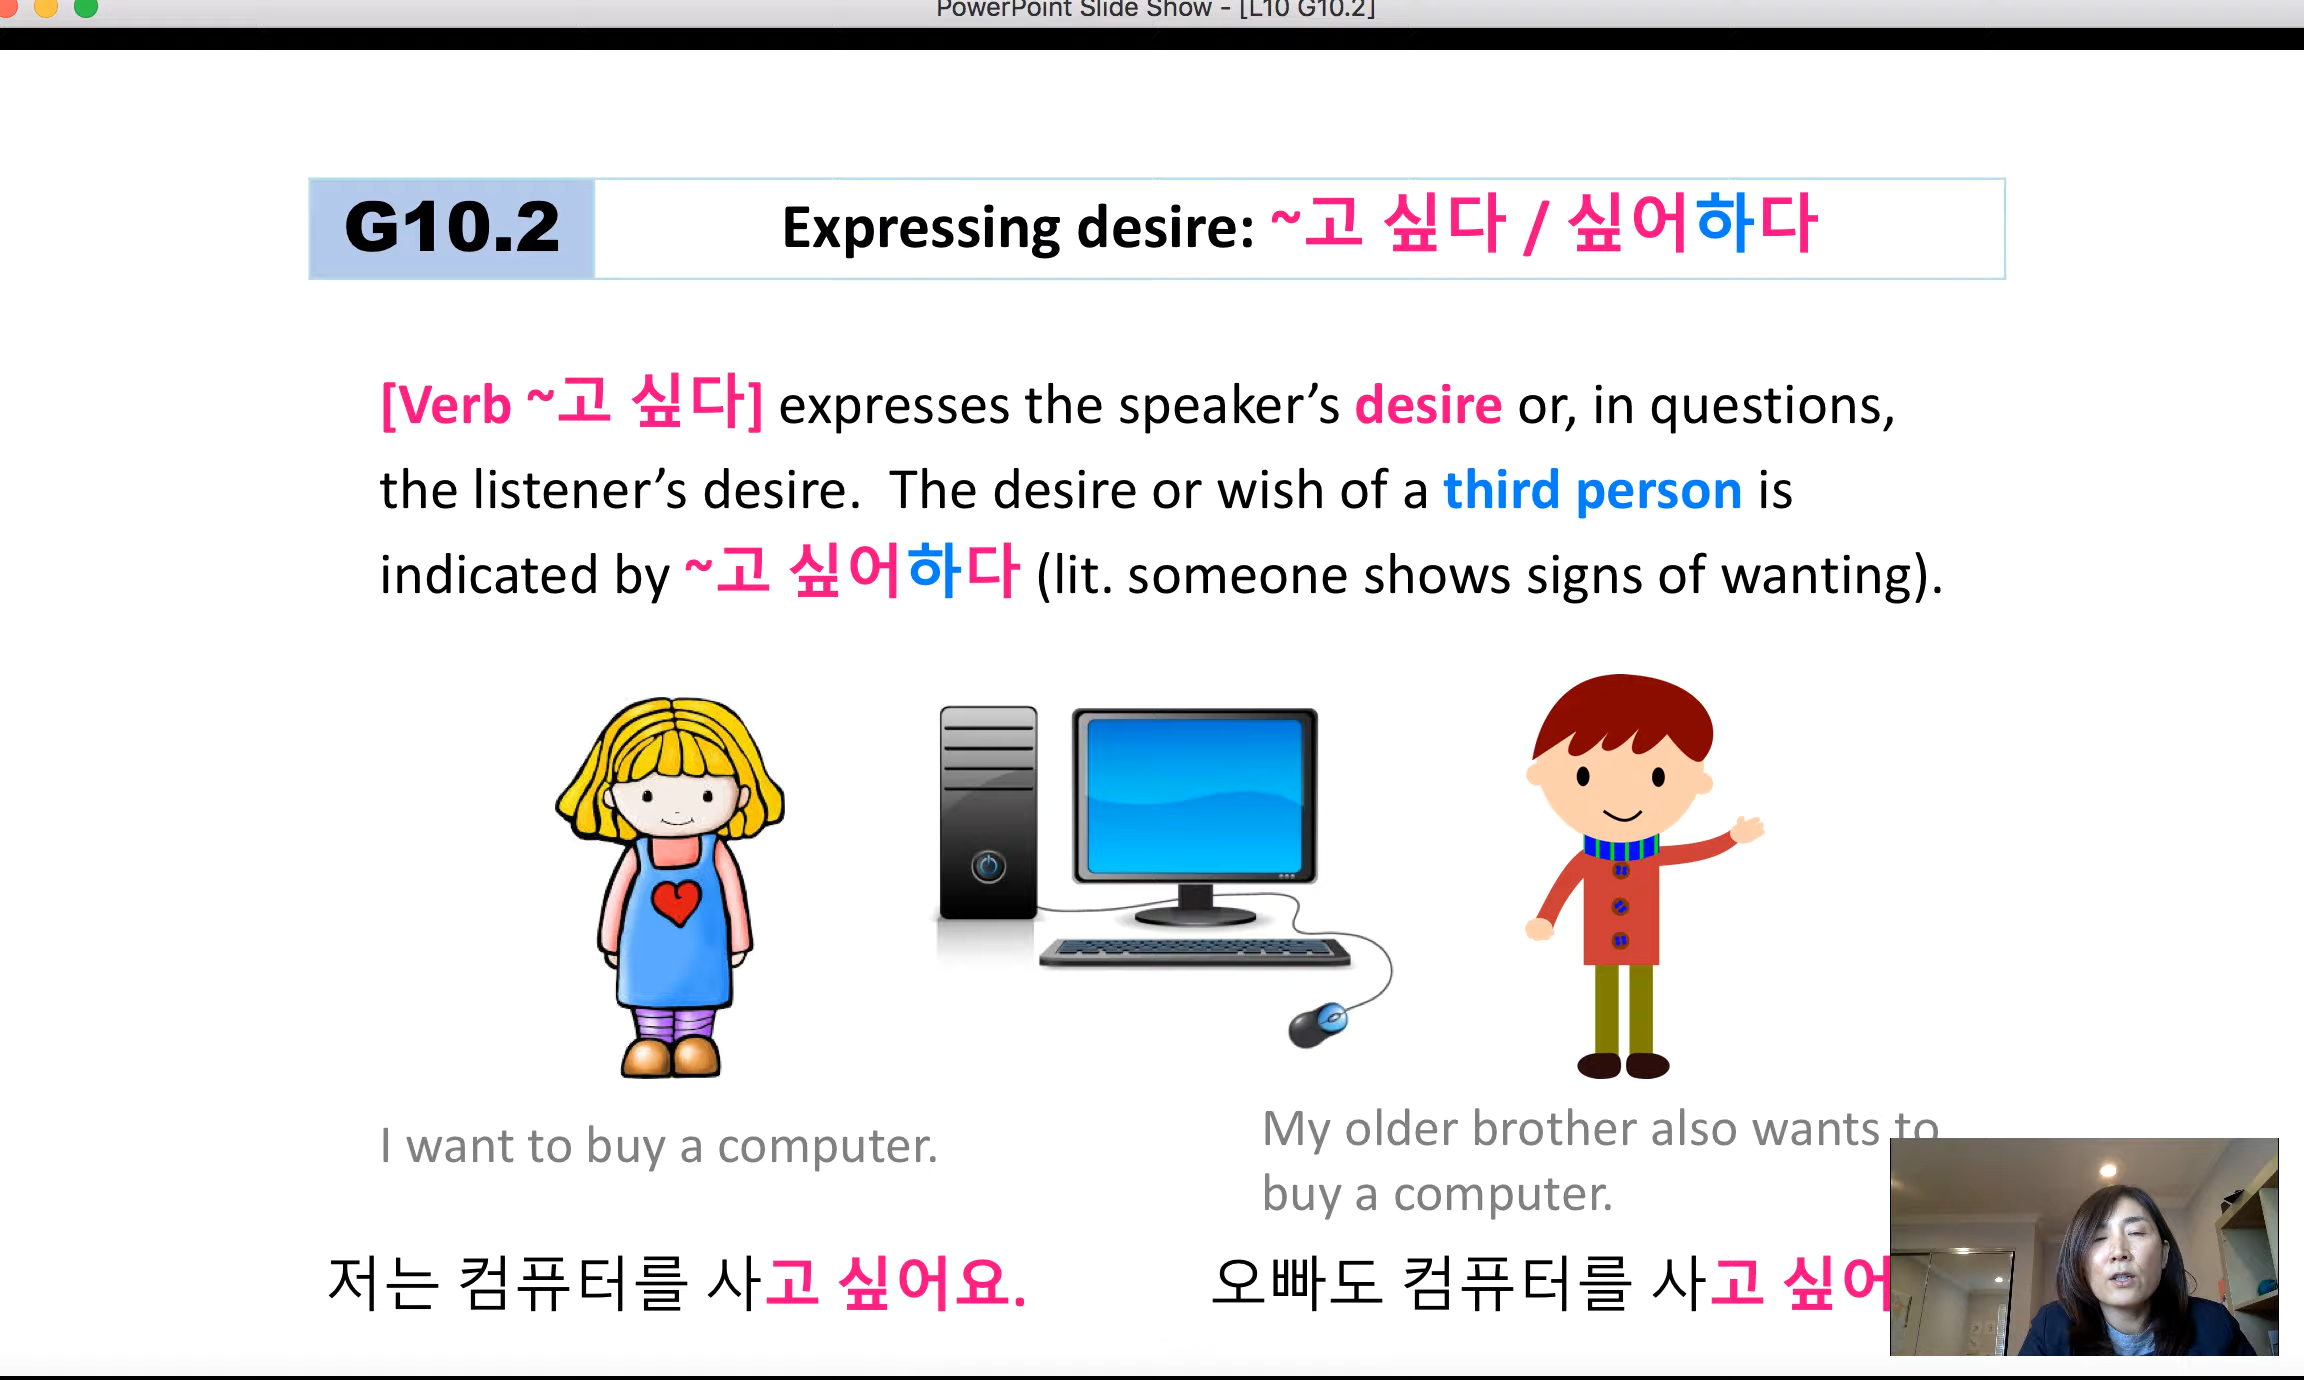 PowerPoint Slide Show - [L10 G10.2]
G10.2
Expressing desire: ~고 싶다 / 싶어하다
[Verb ~고 싶다] expresses the speaker’s desire or, in questions,
the listener’s desire.  The desire or wish of a third person is
indicated by ~고 싶어하다 (lit. someone shows signs of wanting).
I want to buy a computer.
My older brother also wants to
buy a computer.
저는 컴퓨터를 사고 싶어요.
오빠도 컴퓨터를 사고 싶어